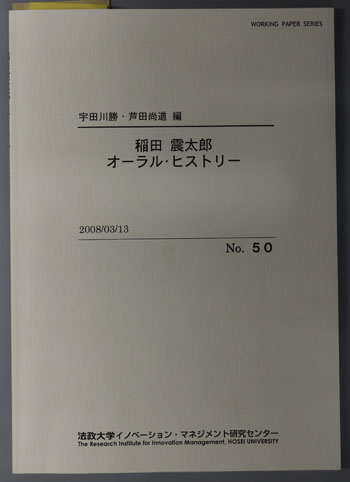 WORKING PAPER SERIES
宇田川勝・芦田尚道 編
稲田 震太郎
オーラル・ヒストリー
2008/03/13
No. 50
法政大学イノベーション・マネジメント研究センター
The Research Institute for Innovation Management, HOSEI UNIVERSITY